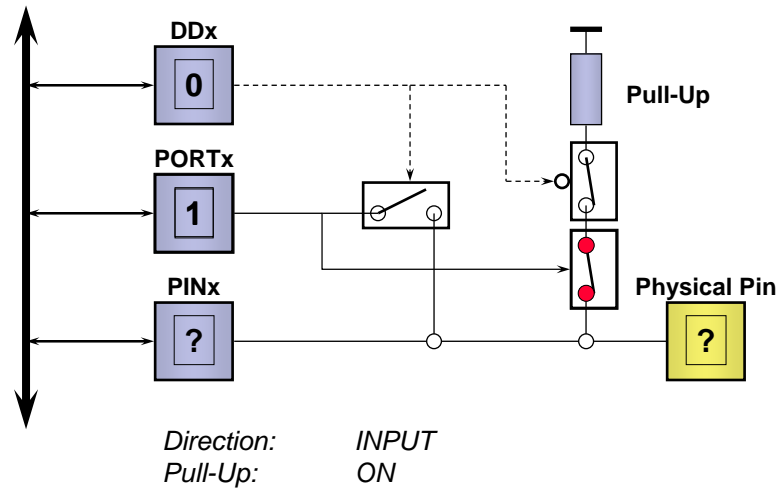 DDx
0
Pull-Up
PORTx
1
PINx
?
Physical Pin
?
Direction: INPUT
Pull-Up: ON